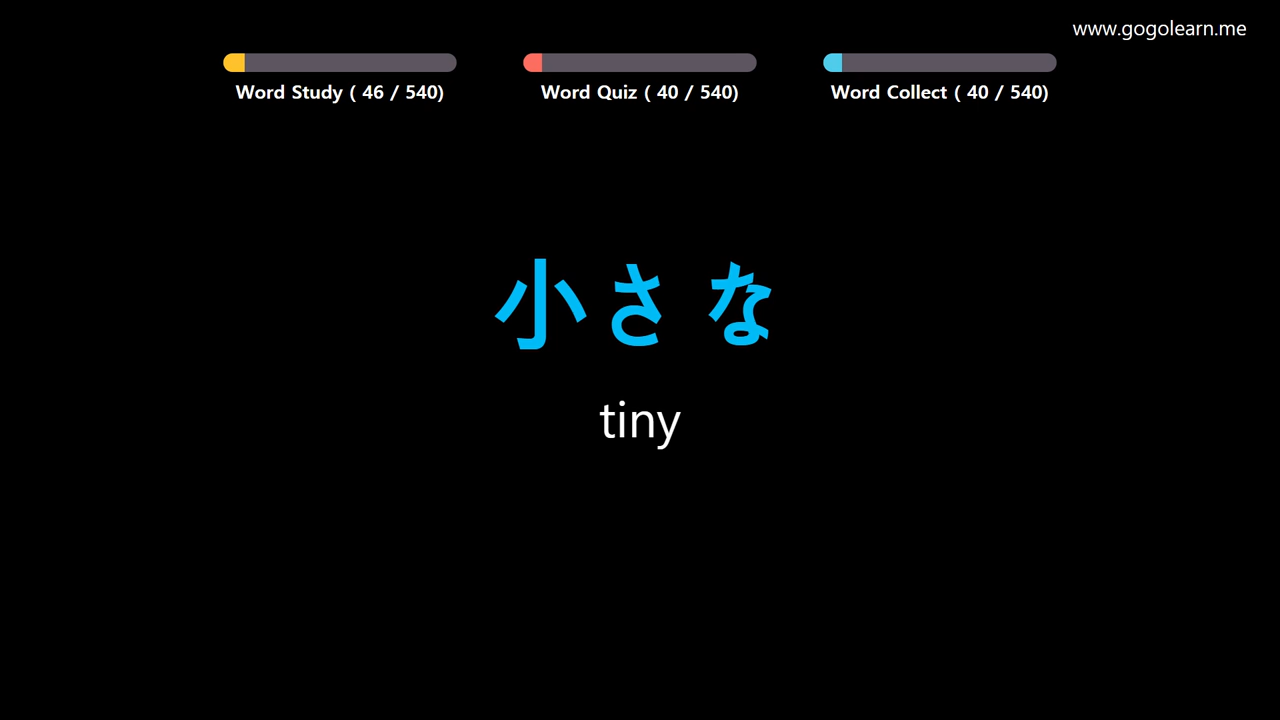 www.gogolearn.me
Word Study ( 46 / 540)
Word Quiz ( 40 / 540)
Word Collect ( 40 / 540)
小さな
tiny